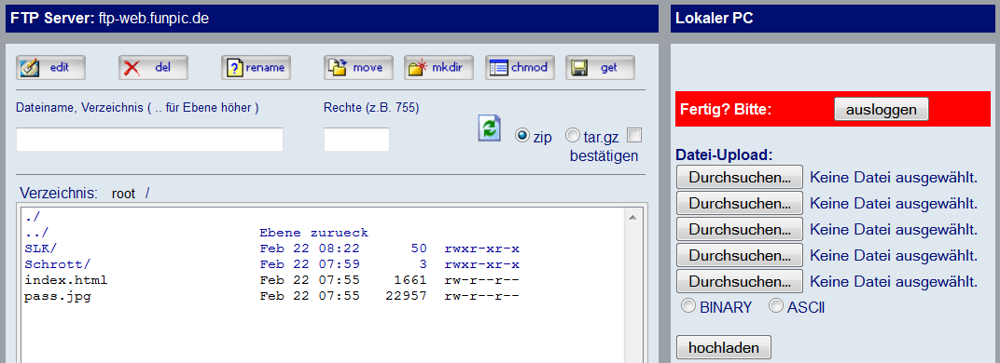 FTP Server: ftp-web.funpic.de
edit del rename move mkdir chmod get
Dateiname, Verzeichnis ( .. für Ebene höher ) Rechte (z.B. 755)
zip tar.gz
bestätigen
Verzeichnis: root /
./
../ Ebene zurueck
SLK/ Feb 22 08:22 50 rwxr-xr-x
Schrott/ Feb 22 07:59 3 rwxr-xr-x
index.html Feb 22 07:55 1661 rw-r--r--
pass.jpg Feb 22 07:55 22957 rw-r--r--
Lokaler PC
Fertig? Bitte: ausloggen
Datei-Upload:
Durchsuchen... Keine Datei ausgewählt.
Durchsuchen... Keine Datei ausgewählt.
Durchsuchen... Keine Datei ausgewählt.
Durchsuchen... Keine Datei ausgewählt.
Durchsuchen... Keine Datei ausgewählt.
BINARY ASCII
hochladen